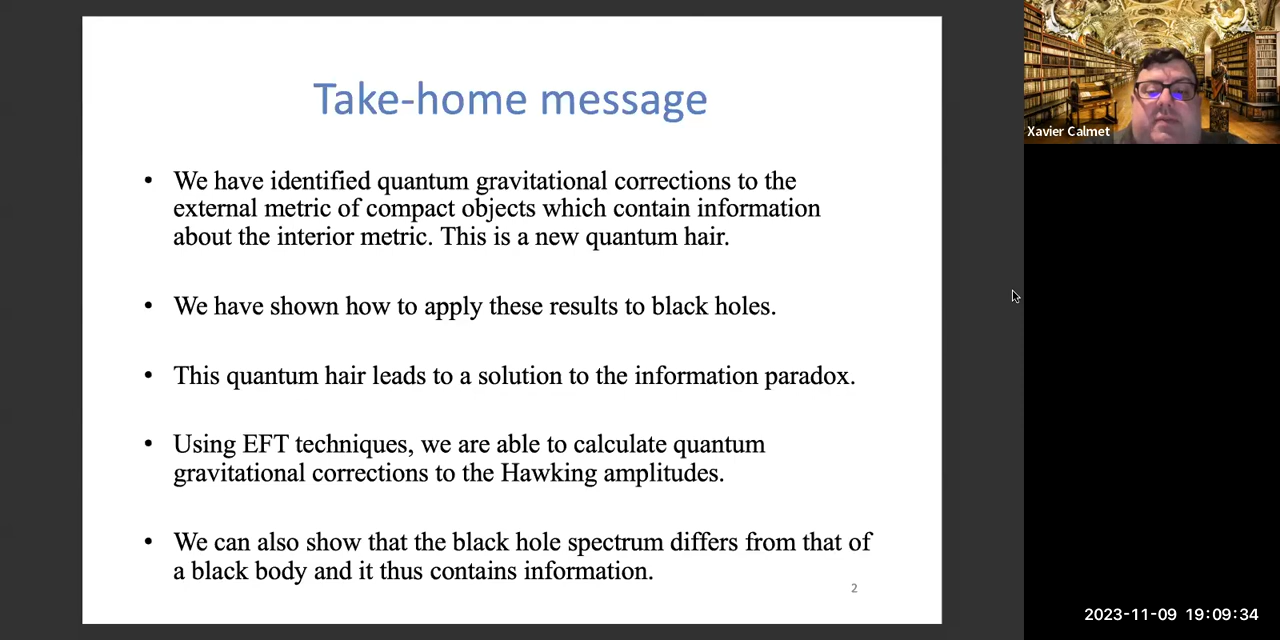 Take-home message
• We have identified quantum gravitational corrections to the
external metric of compact objects which contain information
about the interior metric. This is a new quantum hair.
• We have shown how to apply these results to black holes.
• This quantum hair leads to a solution to the information paradox.
• Using EFT techniques, we are able to calculate quantum
gravitational corrections to the Hawking amplitudes.
• We can also show that the black hole spectrum differs from that of
a black body and it thus contains information.
2
Xavier Calmet
2023-11-09 19:09:34